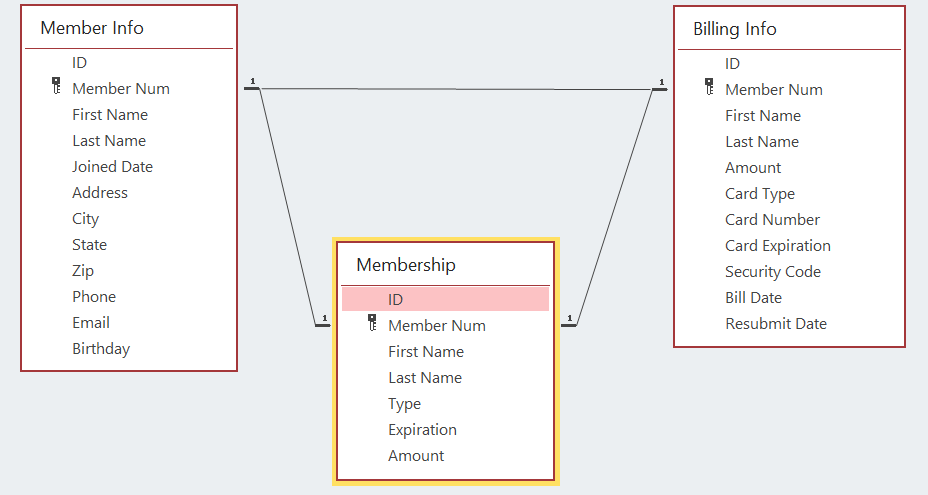 Member Info
ID
Member Num
First Name
Last Name
Joined Date
Address
City
State
Zip
Phone
Email
Birthday
1
1
Billing Info
ID
Member Num
First Name
Last Name
Amount
Card Type
Card Number
Card Expiration
Security Code
Bill Date
Resubmit Date
1
1
Membership
ID
Member Num
First Name
Last Name
Type
Expiration
Amount